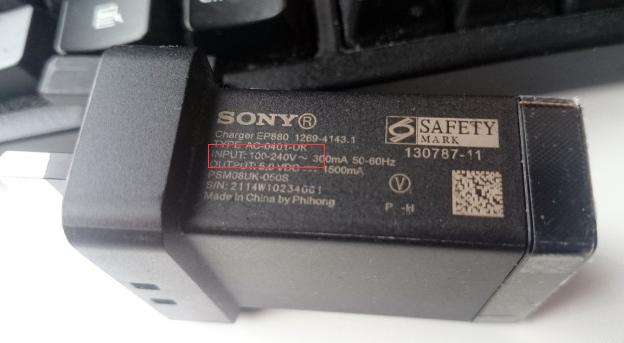 SONY®
Charger EP880 1269-4143.1
TYPE: AC-0401-UK
INPUT: 100-240V～ 300mA 50-60Hz
OUTPUT: 5.0 VDC ⎓ 1500mA
PSM08UK-050S
S/N:
Made in China by Phihong
SAFETY
MARK
130787-11
V
P -H